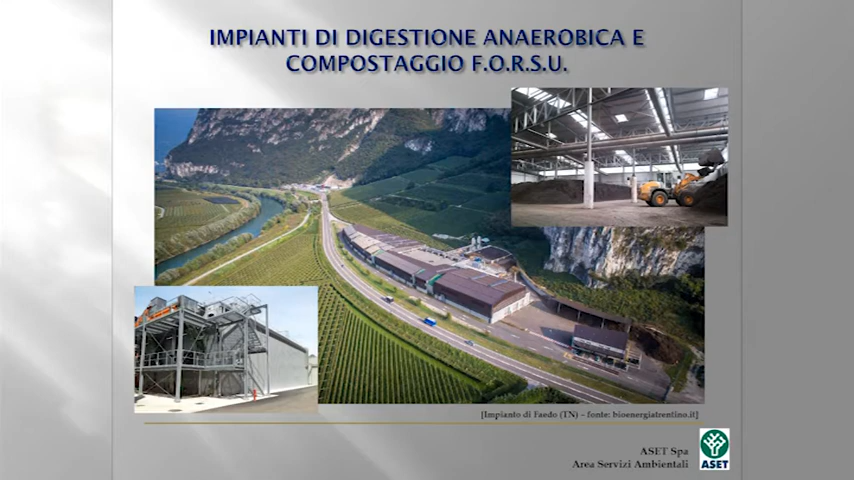 IMPIANTI DI DIGESTIONE ANAEROBICA E
COMPOSTAGGIO F.O.R.S.U.
[Impianto di Faedo (TN) – fonte: bioenergiatrentino.it]
ASET Spa
Area Servizi Ambientali
ASET